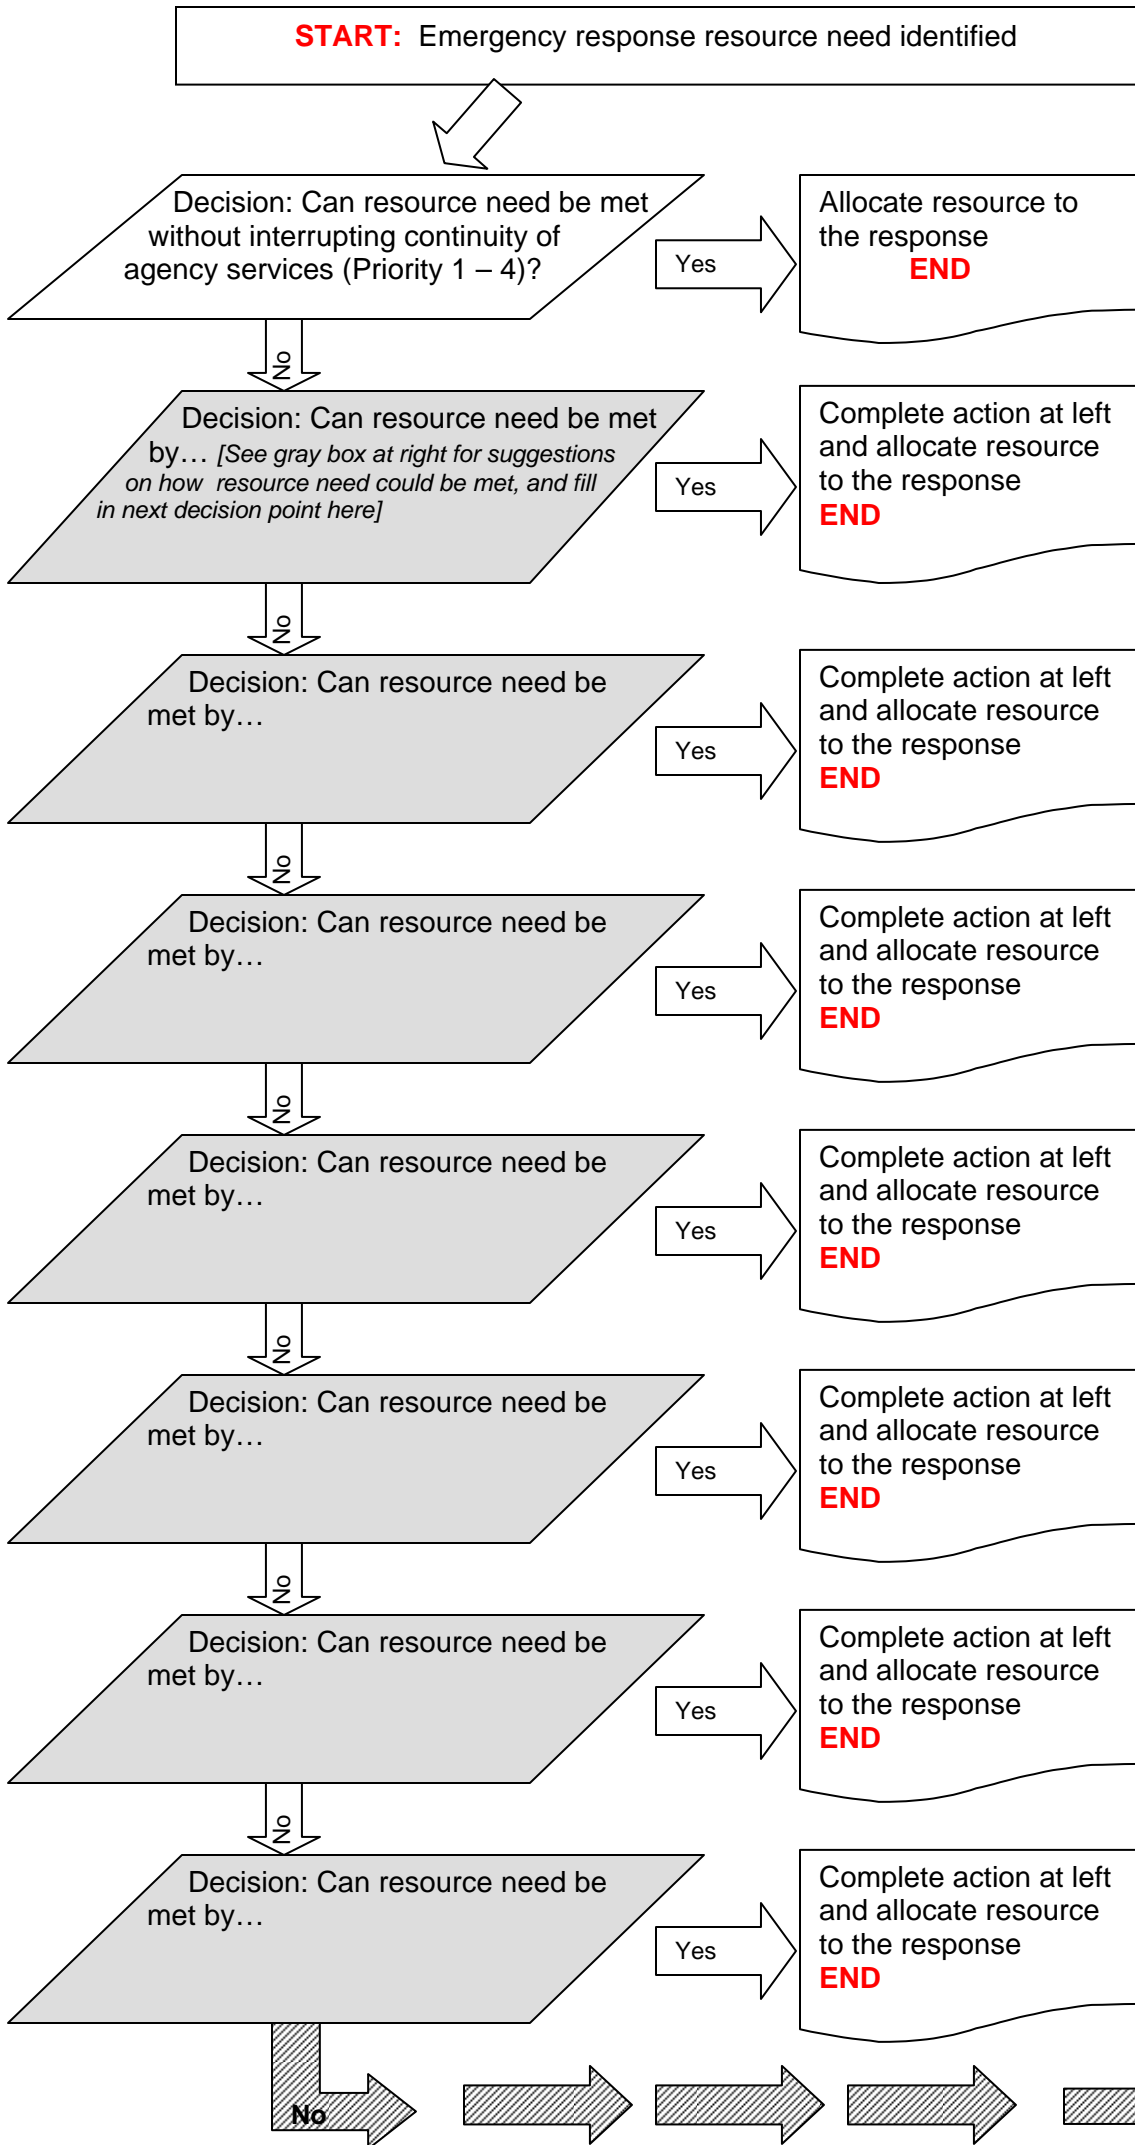 START: Emergency response resource need identified
Decision: Can resource need be met
without interrupting continuity of
agency services (Priority 1 – 4)?
Yes
Allocate resource to
the response
END
No
Decision: Can resource need be met
by… [See gray box at right for suggestions
on how resource need could be met, and fill
in next decision point here]
Yes
Complete action at left
and allocate resource
to the response
END
No
Decision: Can resource need be
met by…
Yes
Complete action at left
and allocate resource
to the response
END
No
Decision: Can resource need be
met by…
Yes
Complete action at left
and allocate resource
to the response
END
No
Decision: Can resource need be
met by…
Yes
Complete action at left
and allocate resource
to the response
END
No
Decision: Can resource need be
met by…
Yes
Complete action at left
and allocate resource
to the response
END
No
Decision: Can resource need be
met by…
Yes
Complete action at left
and allocate resource
to the response
END
No
Decision: Can resource need be
met by…
Yes
Complete action at left
and allocate resource
to the response
END
No